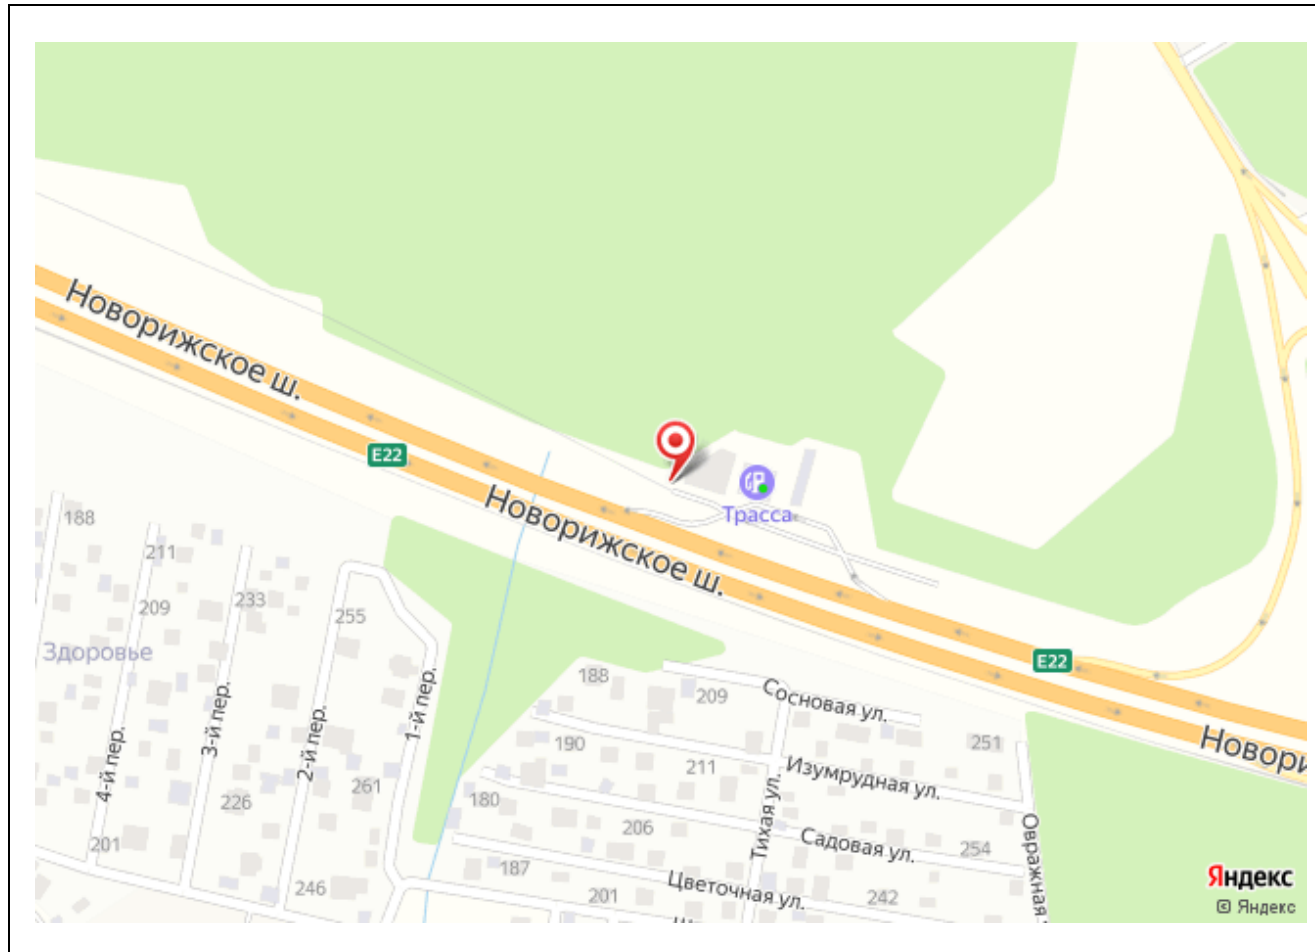 Новорижское ш.
E22
Трасса
Новорижское ш.
188
211
209
233
255
Здоровье
E22
188
209
Сосновая ул.
1-й пер.
3-й пер.
2-й пер.
4-й пер.
190
251
Новори
211
Изумрудная ул.
261
226
180
Тихая ул.
206
Садовая ул.
254
Овражная
201
187
Цветочная ул.
242
246
201
Яндекс
© Яндекс